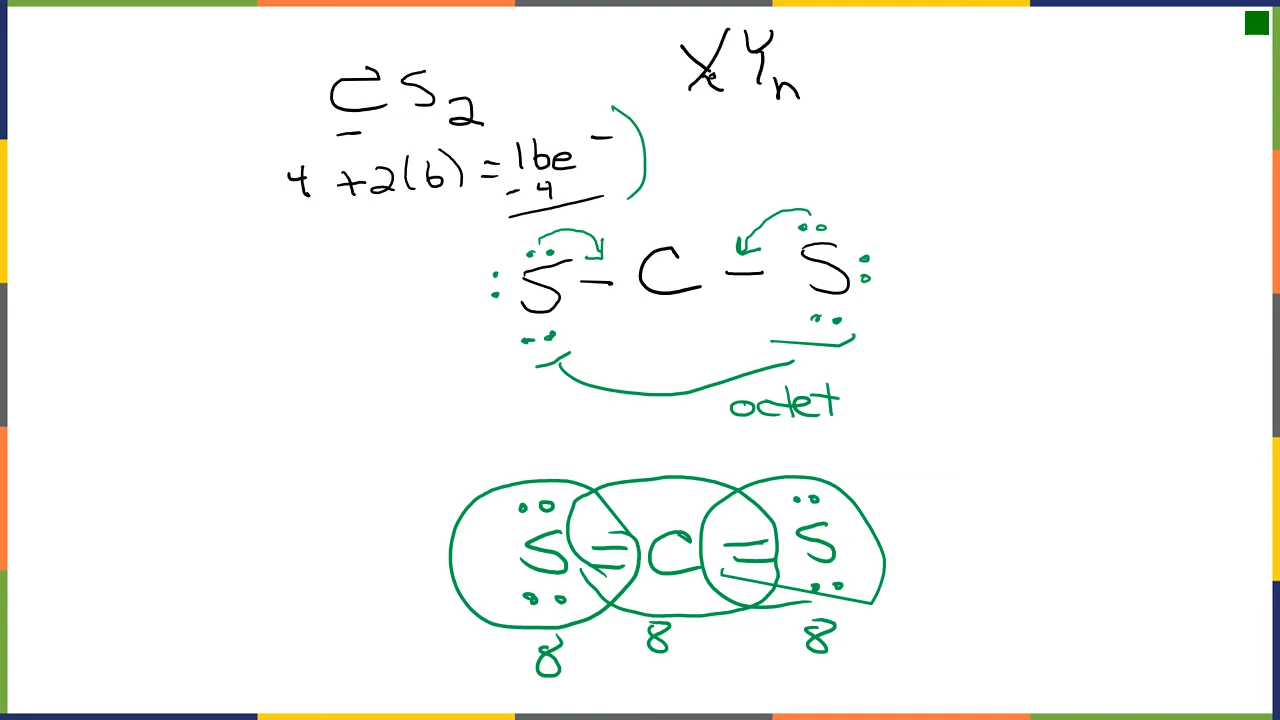 XYn
CS2
4 + 2(6) = 16e⁻
- 4
S - C - S
octet
S = C = S
8 8 8